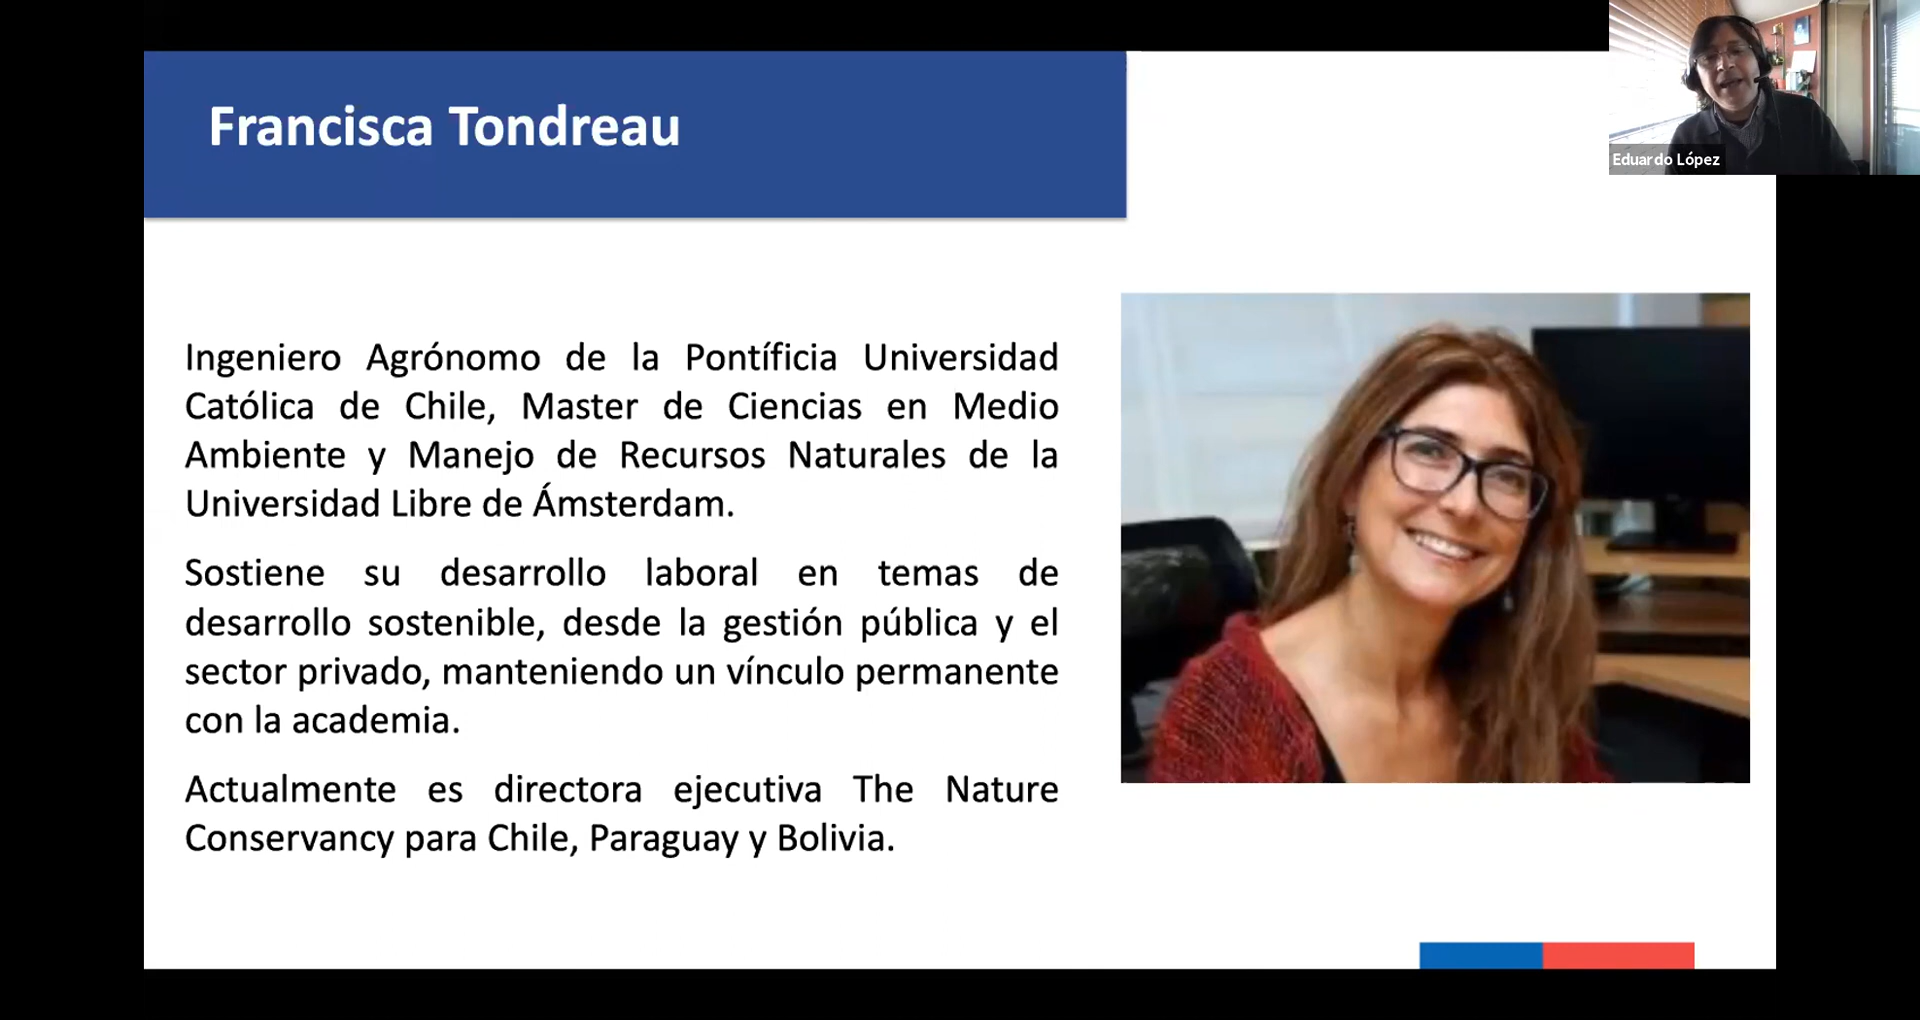 Francisca Tondreau
Eduardo López
Ingeniero Agrónomo de la Pontíficia Universidad
Católica de Chile, Master de Ciencias en Medio
Ambiente y Manejo de Recursos Naturales de la
Universidad Libre de Ámsterdam.
Sostiene su desarrollo laboral en temas de
desarrollo sostenible, desde la gestión pública y el
sector privado, manteniendo un vínculo permanente
con la academia.
Actualmente es directora ejecutiva The Nature
Conservancy para Chile, Paraguay y Bolivia.